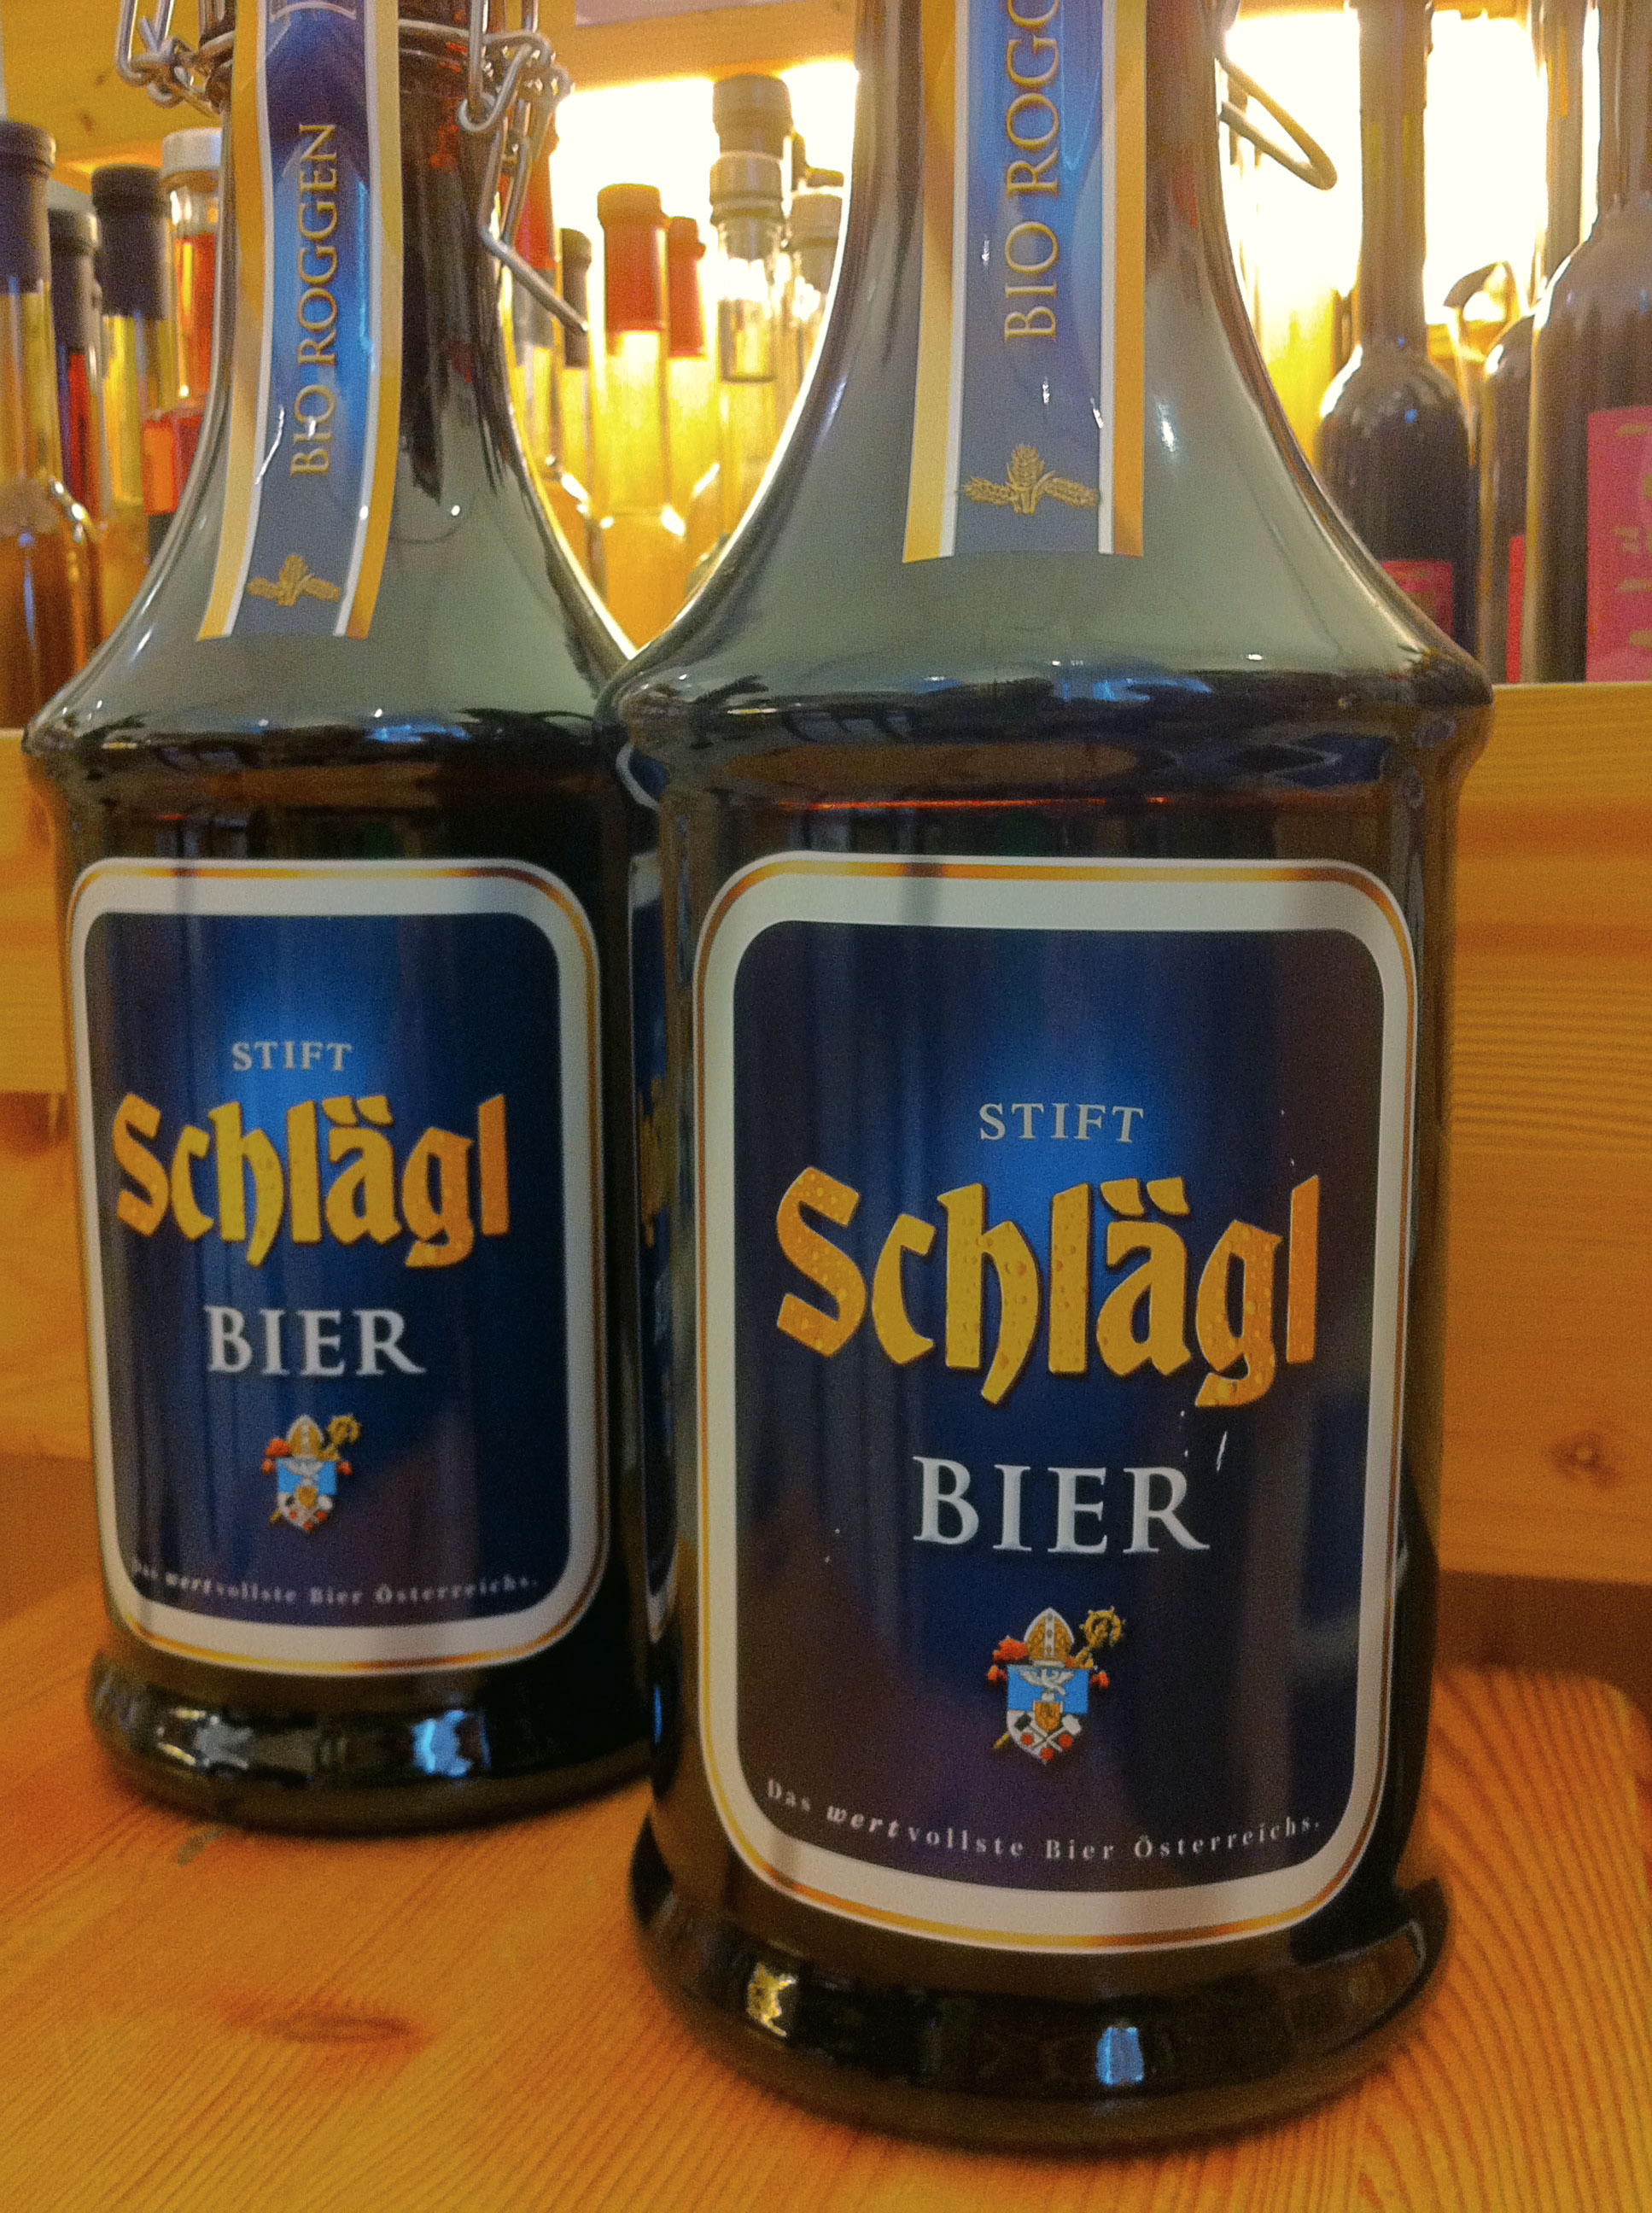 BIO ROGGEN
STIFT
Schlägl
BIER
Das wertvollste Bier Österreichs.
BIO ROGG
STIFT
Schlägl
BIER
Das wertvollste Bier Österreichs.